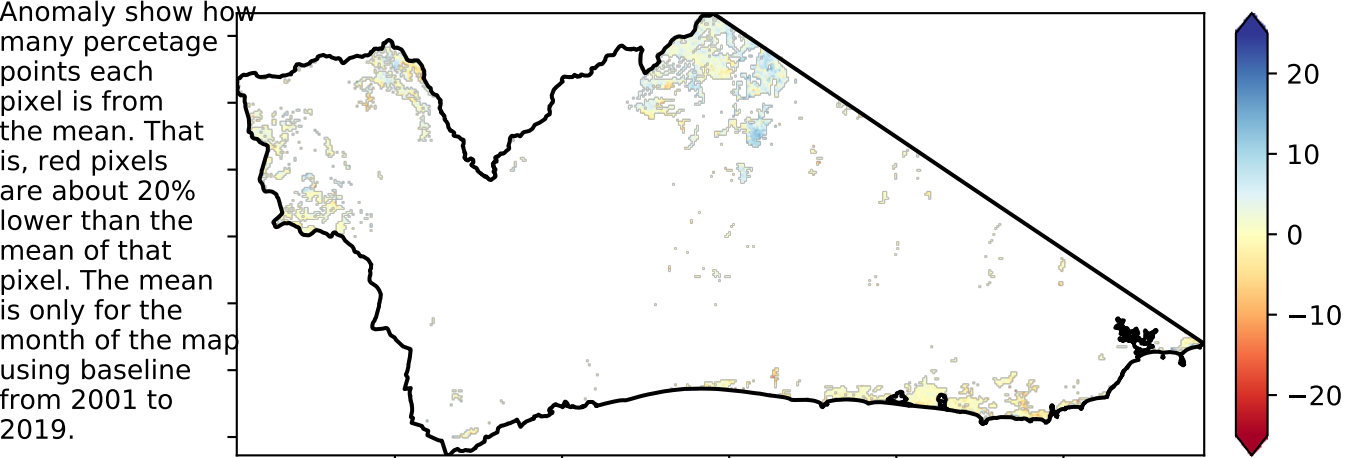 Anomaly show how
many percetage
points each
pixel is from
the mean. That
is, red pixels
are about 20%
lower than the
mean of that
pixel. The mean
is only for the
month of the map
using baseline
from 2001 to
2019.
20
10
0
−10
−20